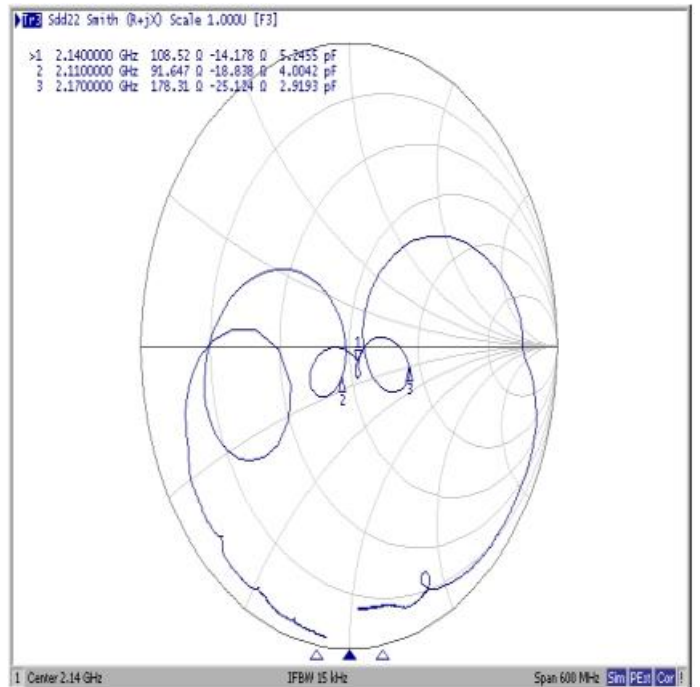 Tr3 Sdd22 Smith (R+jX) Scale 1.000U [F3]
>1 2.1400000 GHz 108.52 Ω -14.178 Ω 5.2455 pF
2 2.1100000 GHz 91.647 Ω -18.838 Ω 4.0042 pF
3 2.1700000 GHz 178.31 Ω -25.124 Ω 2.9193 pF
1
2
3
1 Center 2.14 GHz IFBW 15 kHz Span 600 MHz Sim PExt Cor !